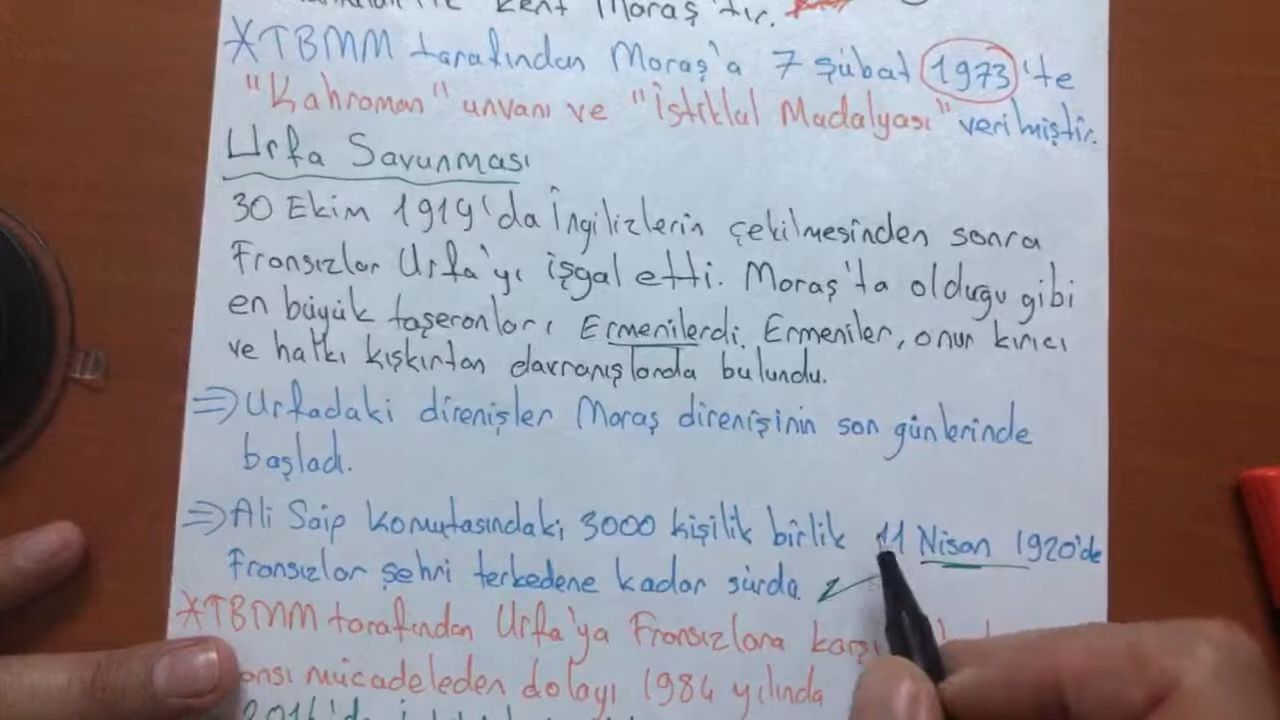 kent Maraş'tır.
*TBMM tarafından Maraş'a 7 Şubat 1973'te
"Kahraman" unvanı ve "İstiklal Madalyası" verilmiştir.
Urfa Savunması
30 Ekim 1919'da İngilizlerin çekilmesinden sonra
Fransızlar Urfa'yı işgal etti. Maraş'ta olduğu gibi
en büyük taşeronları Ermenilerdi. Ermeniler, onur kırıcı
ve halkı kışkırtan davranışlarda bulundu.
⇒ Urfadaki direnişler Maraş direnişinin son günlerinde
başladı.
⇒ Ali Saip komutasındaki 3000 kişilik birlik 11 Nisan 1920'de
Fransızlar şehri terkedene kadar sürdü.
*TBMM tarafından Urfa'ya Fransızlara karşı
mücadeleden dolayı 1984 yılında